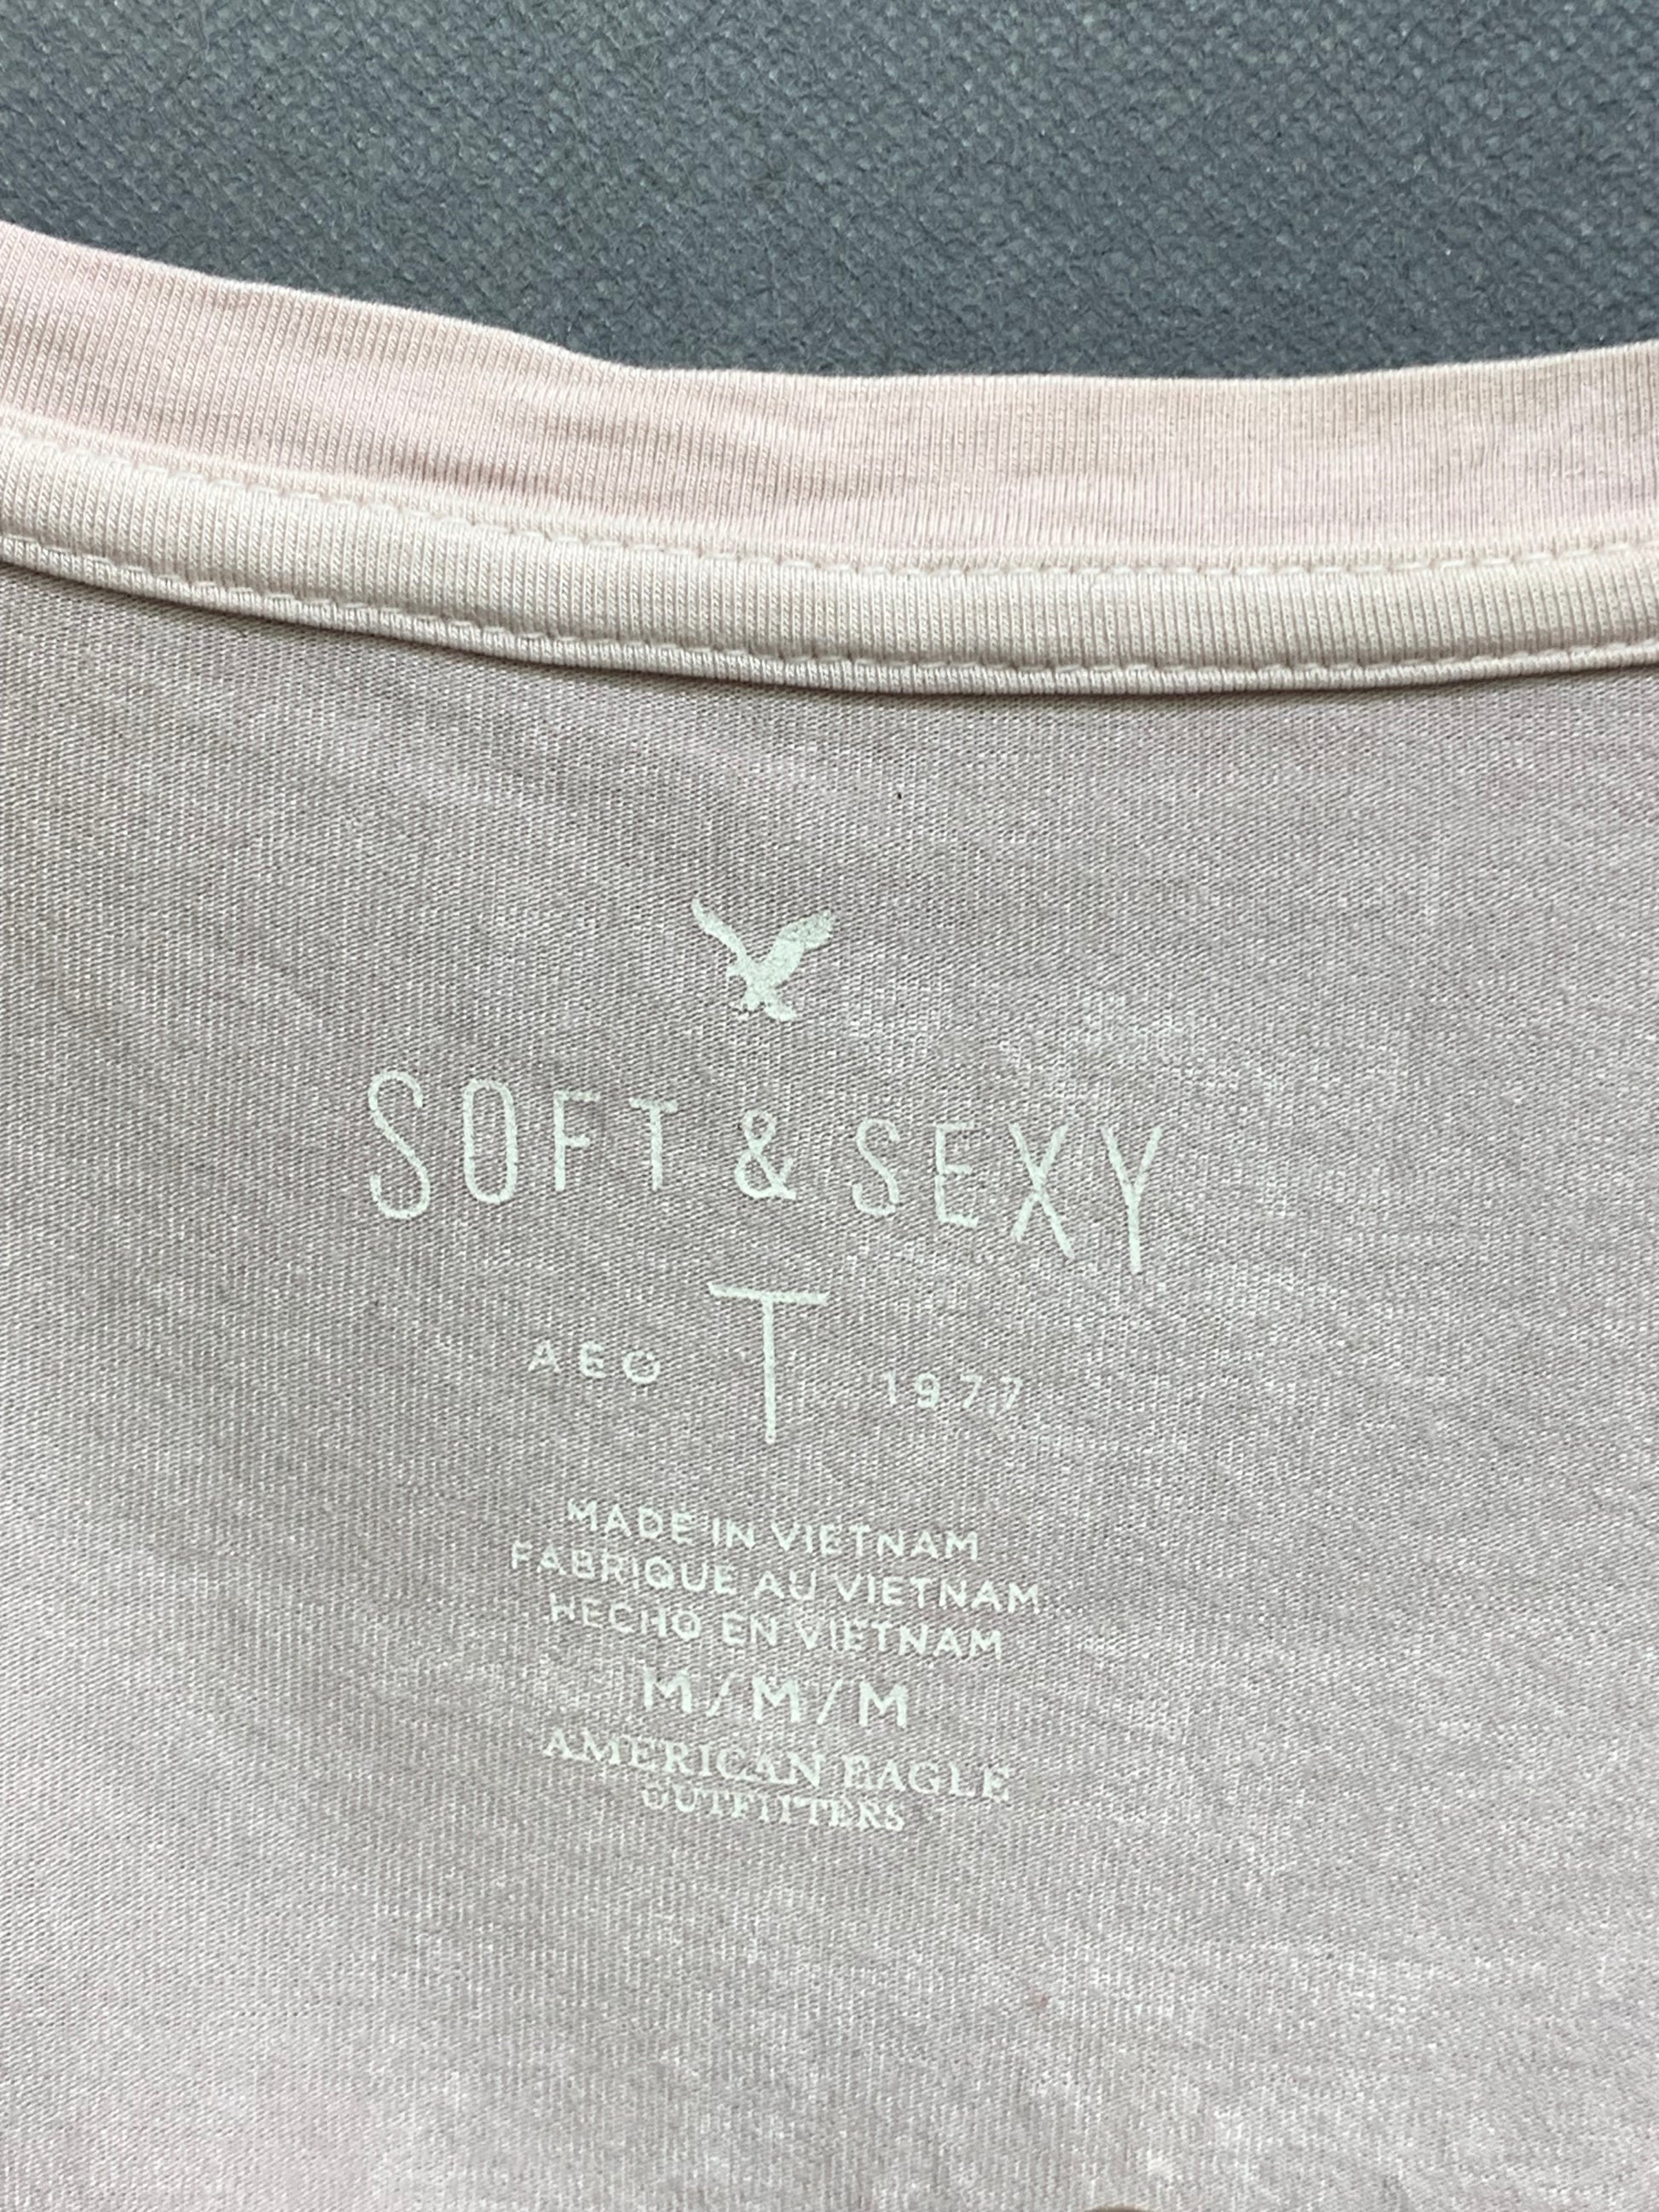 SOFT & SEXY
T
AEO 1977
MADE IN VIETNAM
FABRIQUE AU VIETNAM
HECHO EN VIETNAM
M/M/M
AMERICAN EAGLE
OUTFITTERS